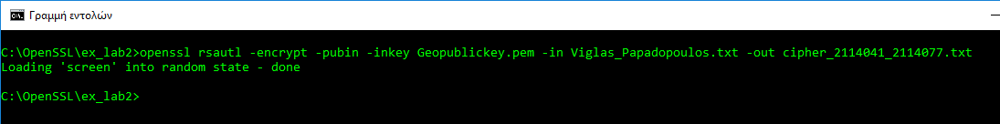 Γραμμή εντολών
C:\OpenSSL\ex_lab2>openssl rsautl -encrypt -pubin -inkey Geopublickey.pem -in Viglas_Papadopoulos.txt -out cipher_2114041_2114077.txt
Loading 'screen' into random state - done
C:\OpenSSL\ex_lab2>